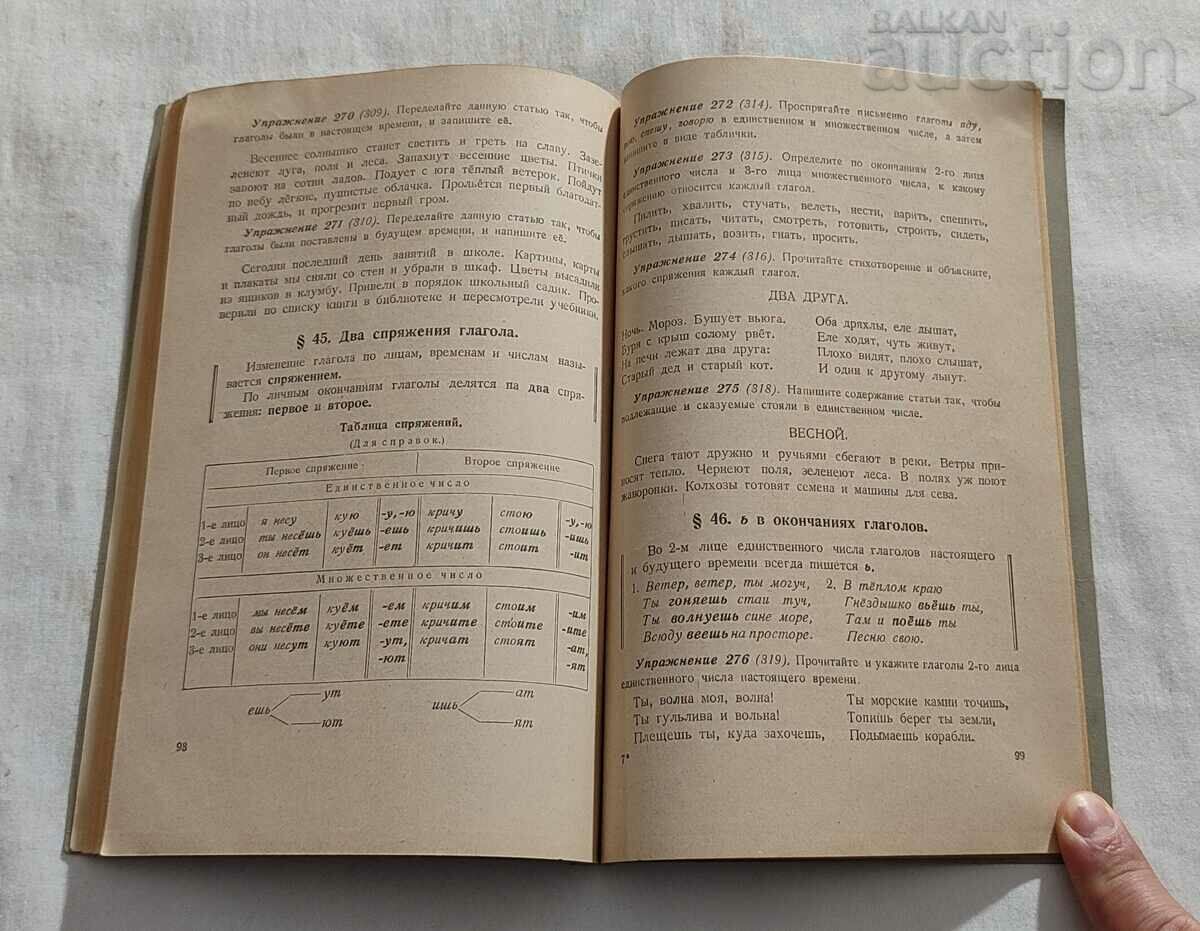 BALKAN
auction
Упражнение 270 (309). Переделайте данную статью так, чтобы
глаголы были в настоящем времени, и запишите её.
Весеннее солнышко станет светить и греть на славу. Зазе-
ленеют луга, поля и леса. Запахнут весенние цветы. Птички
запоют на сотни ладов. Подует с юга тёплый ветерок. Пойдут
по небу лёгкие, пушистые облачка. Прольётся первый благодат-
ный дождь, и прогремит первый гром.
Упражнение 271 (310). Переделайте данную статью так, чтобы
глаголы были поставлены в будущем времени, и напишите её.
Сегодня последний день занятий в школе. Картины, карты
и плакаты мы сняли со стен и убрали в шкаф. Цветы высадили
из ящиков в клумбу. Привели в порядок школьный садик. Про-
верили по списку книги в библиотеке и пересмотрели учебники.
§ 45. Два спряжения глагола.
Изменение глагола по лицам, временам и числам назы-
вается спряжением.
По личным окончаниям глаголы делятся на два спря-
жения: первое и второе.
Таблица спряжений.
(Для справок.)
Первое спряжение Второе спряжение
Единственное число
1-е лицо я несу кую -у, -ю кричу стою -у, -ю
2-е лицо ты несёшь куёшь -ешь кричишь стоишь -ишь
3-е лицо он несёт куёт -ет кричит стоит -ит
Множественное число
1-е лицо мы несём куём -ем кричим стоим -им
2-е лицо вы несёте куёте -ете кричите стоите -ите
3-е лицо они несут куют -ут, кричат стоят -ат,
-ют -ят
ут ат
ешь ишь
ют ят
98
Упражнение 272 (314). Проспрягайте письменно глаголы иду,
пою, спешу, говорю в единственном и множественном числе, а затем
запишите в виде таблички.
Упражнение 273 (315). Определите по окончаниям 2-го лица
единственного числа и 3-го лица множественного числа, к какому
спряжению относится каждый глагол.
Пилить, хвалить, стучать, велеть, нести, варить, спешить,
грустить, писать, читать, смотреть, готовить, строить, сидеть,
слышать, дышать, возить, гнать, просить.
Упражнение 274 (316). Прочитайте стихотворение и объясните,
какого спряжения каждый глагол.
ДВА ДРУГА.
Ночь. Мороз. Бушует вьюга.
Буря с крыш солому рвёт.
На печи лежат два друга:
Старый дед и старый кот.
Оба дряхлы, еле дышат,
Еле ходят, чуть живут,
Плохо видят, плохо слышат,
И один к другому льнут.
Упражнение 275 (318). Напишите содержание статьи так, чтобы
подлежащие и сказуемые стояли в единственном числе.
ВЕСНОЙ.
Снега тают дружно и ручьями сбегают в реки. Ветры при-
носят тепло. Чернеют поля, зеленеют леса. В полях уж поют
жаворонки. Колхозы готовят семена и машины для сева.
§ 46. ь в окончаниях глаголов.
Во 2-м лице единственного числа глаголов настоящего
и будущего времени всегда пишется ь.
1. Ветер, ветер, ты могуч,
Ты гоняешь стаи туч,
Ты волнуешь сине море,
Всюду веешь на просторе.
2. В тёплом краю
Гнёздышко вьёшь ты,
Там и поёшь ты
Песню свою.
Упражнение 276 (319). Прочитайте и укажите глаголы 2-го лица
единственного числа настоящего времени.
Ты, волна моя, волна!
Ты гульлива и вольна!
Плещешь ты, куда захочешь,
Ты морские камни точишь,
Топишь берег ты земли,
Подымаешь корабли.
7*
99